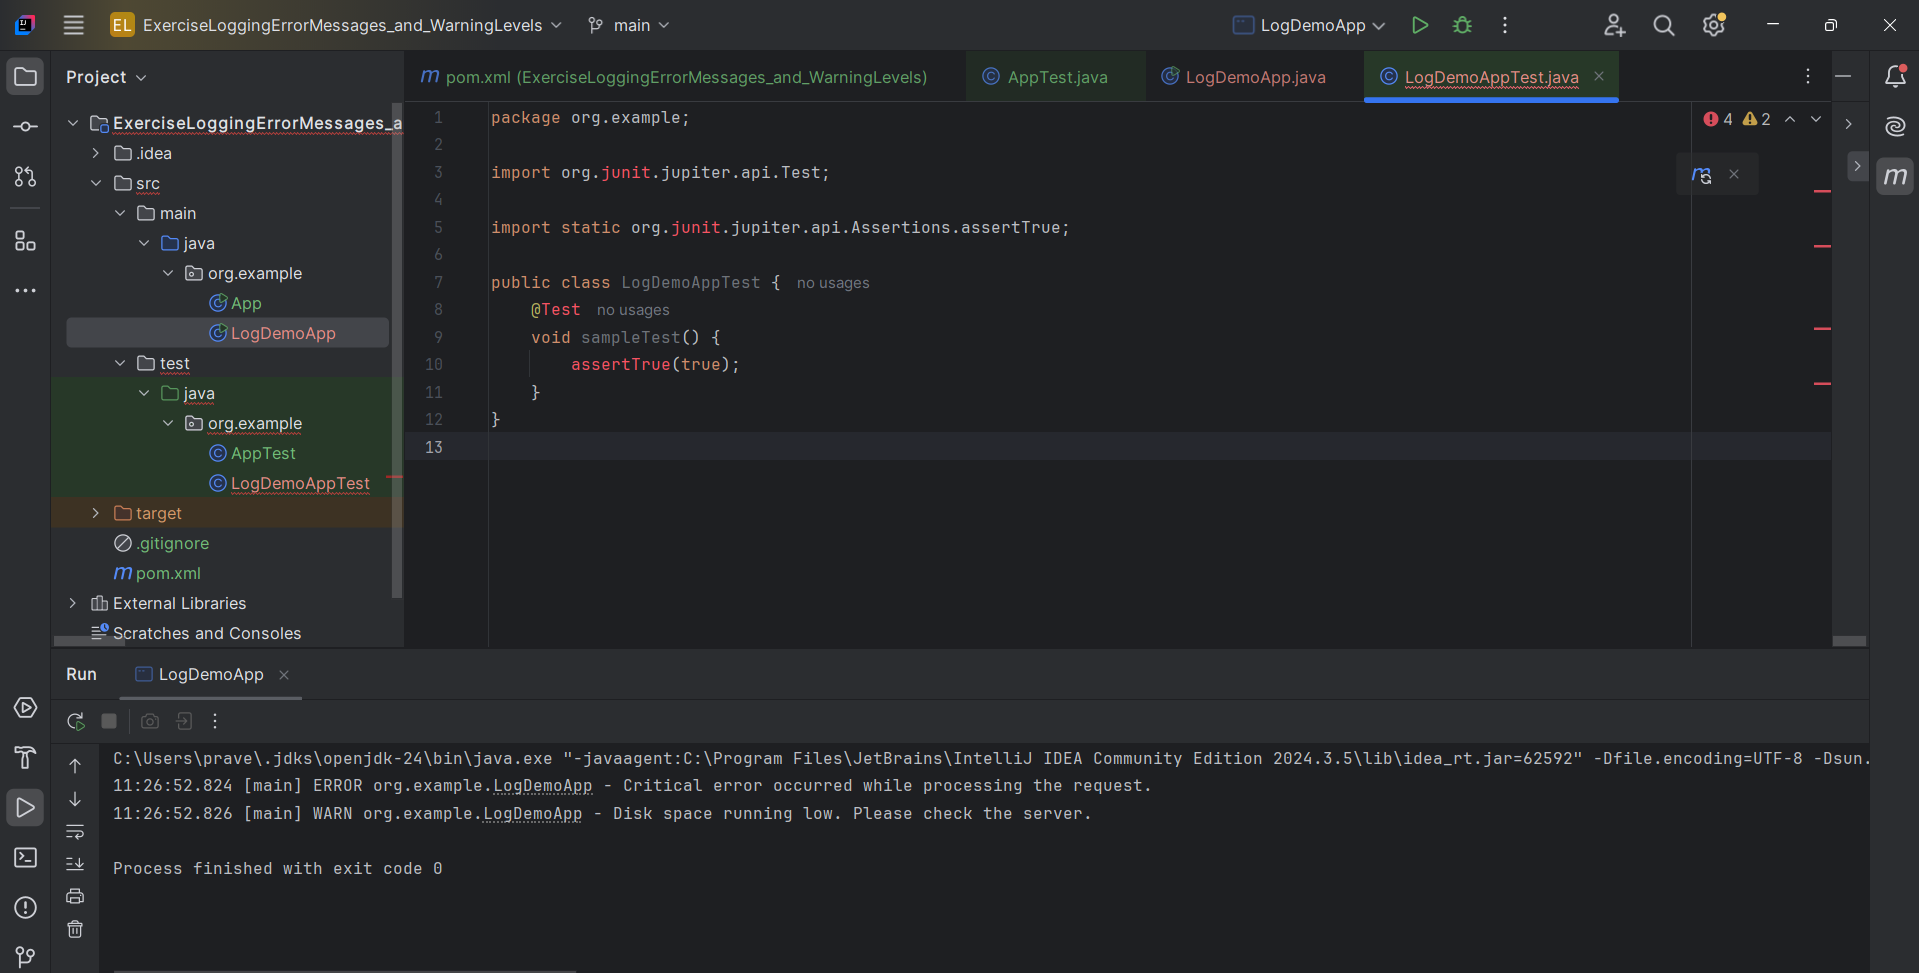 EL ExerciseLoggingErrorMessages_and_WarningLevels main LogDemoApp
Project
ExerciseLoggingErrorMessages_a
.idea
src
main
java
org.example
App
LogDemoApp
test
java
org.example
AppTest
LogDemoAppTest
target
.gitignore
m pom.xml
External Libraries
Scratches and Consoles
m pom.xml (ExerciseLoggingErrorMessages_and_WarningLevels) AppTest.java LogDemoApp.java LogDemoAppTest.java
4 2
1 package org.example;
2
3 import org.junit.jupiter.api.Test;
4
5 import static org.junit.jupiter.api.Assertions.assertTrue;
6
7 public class LogDemoAppTest { no usages
8 @Test no usages
9 void sampleTest() {
10 assertTrue(true);
11 }
12 }
13
m
m
Run LogDemoApp
C:\Users\prave\.jdks\openjdk-24\bin\java.exe "-javaagent:C:\Program Files\JetBrains\IntelliJ IDEA Community Edition 2024.3.5\lib\idea_rt.jar=62592" -Dfile.encoding=UTF-8 -Dsun.
11:26:52.824 [main] ERROR org.example.LogDemoApp - Critical error occurred while processing the request.
11:26:52.826 [main] WARN org.example.LogDemoApp - Disk space running low. Please check the server.
Process finished with exit code 0